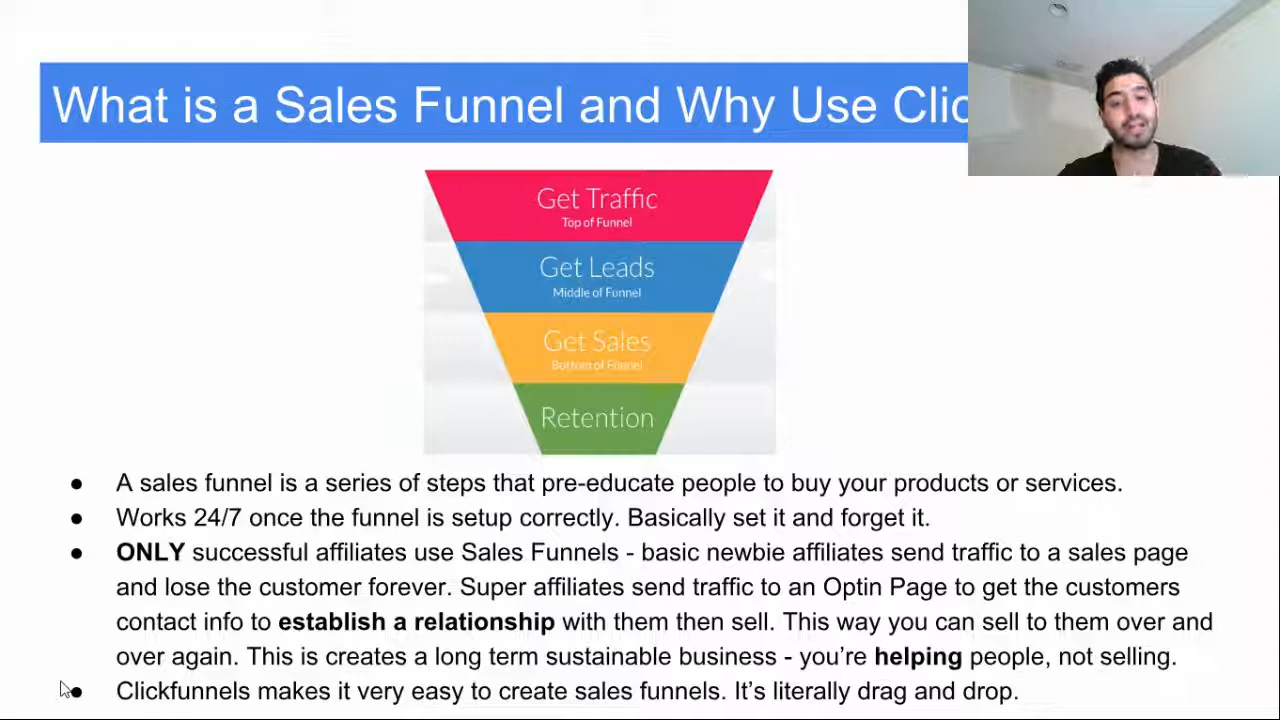 What is a Sales Funnel and Why Use Clic
Get Traffic
Top of Funnel
Get Leads
Middle of Funnel
Get Sales
Bottom of Funnel
Retention
● A sales funnel is a series of steps that pre-educate people to buy your products or services.
● Works 24/7 once the funnel is setup correctly. Basically set it and forget it.
● ONLY successful affiliates use Sales Funnels - basic newbie affiliates send traffic to a sales page
and lose the customer forever. Super affiliates send traffic to an Optin Page to get the customers
contact info to establish a relationship with them then sell. This way you can sell to them over and
over again. This is creates a long term sustainable business - you’re helping people, not selling.
● Clickfunnels makes it very easy to create sales funnels. It’s literally drag and drop.